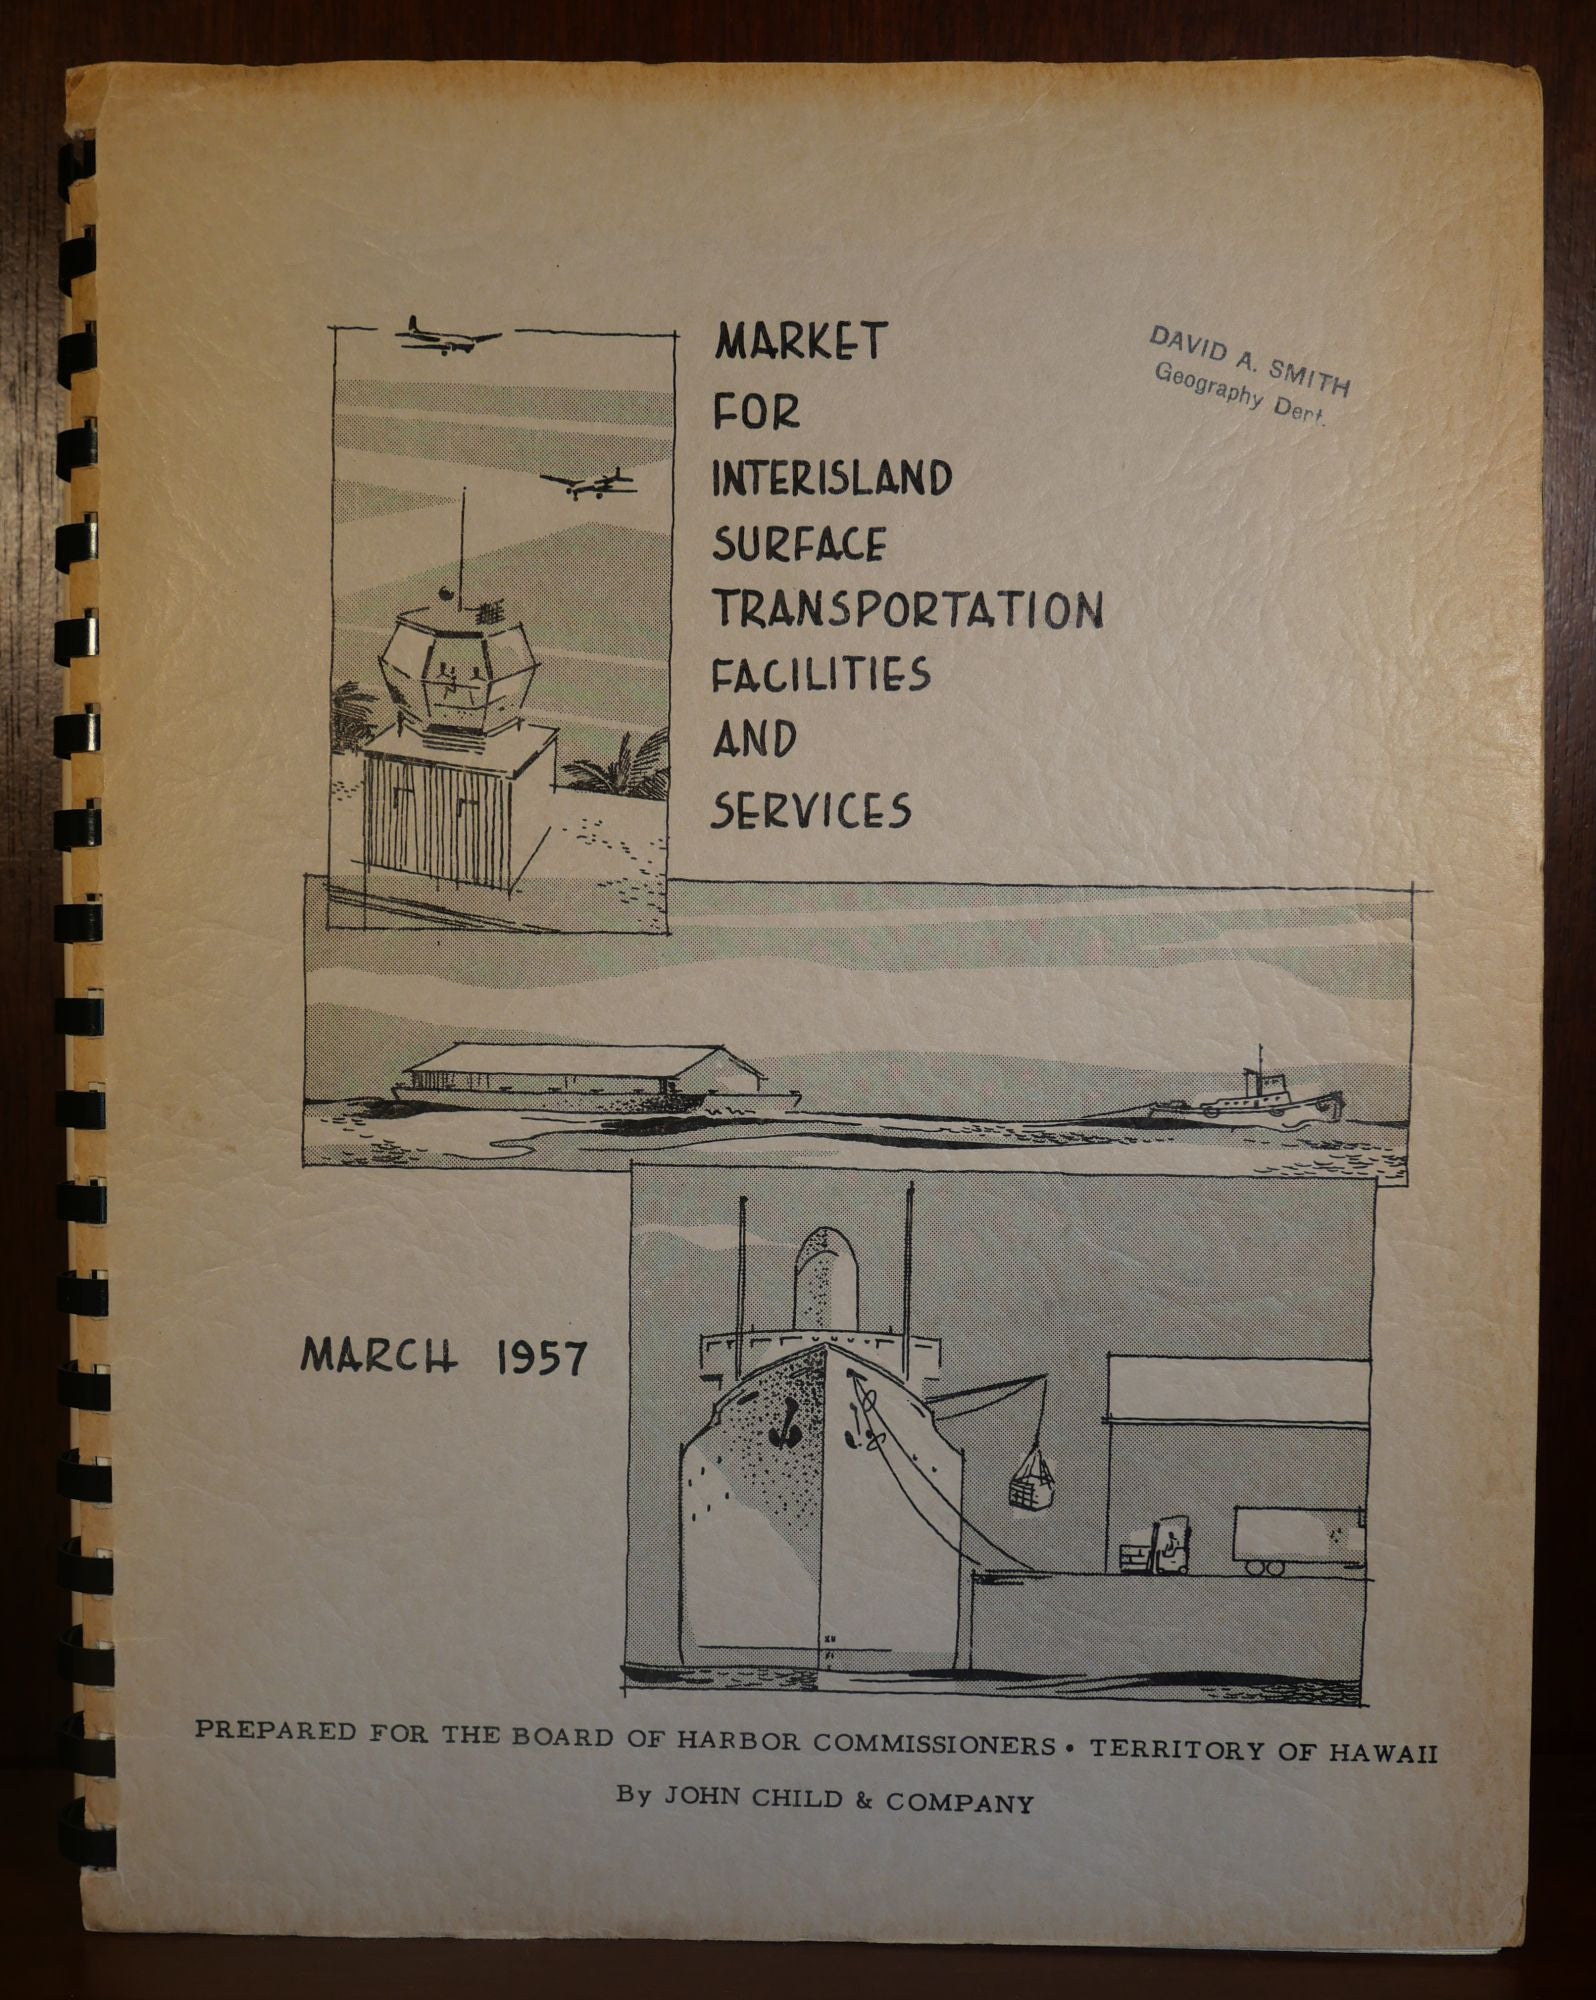 MARKET
FOR
INTERISLAND
SURFACE
TRANSPORTATION
FACILITIES
AND
SERVICES
DAVID A. SMITH
Geography Dept.
MARCH 1957
PREPARED FOR THE BOARD OF HARBOR COMMISSIONERS • TERRITORY OF HAWAII
By JOHN CHILD & COMPANY